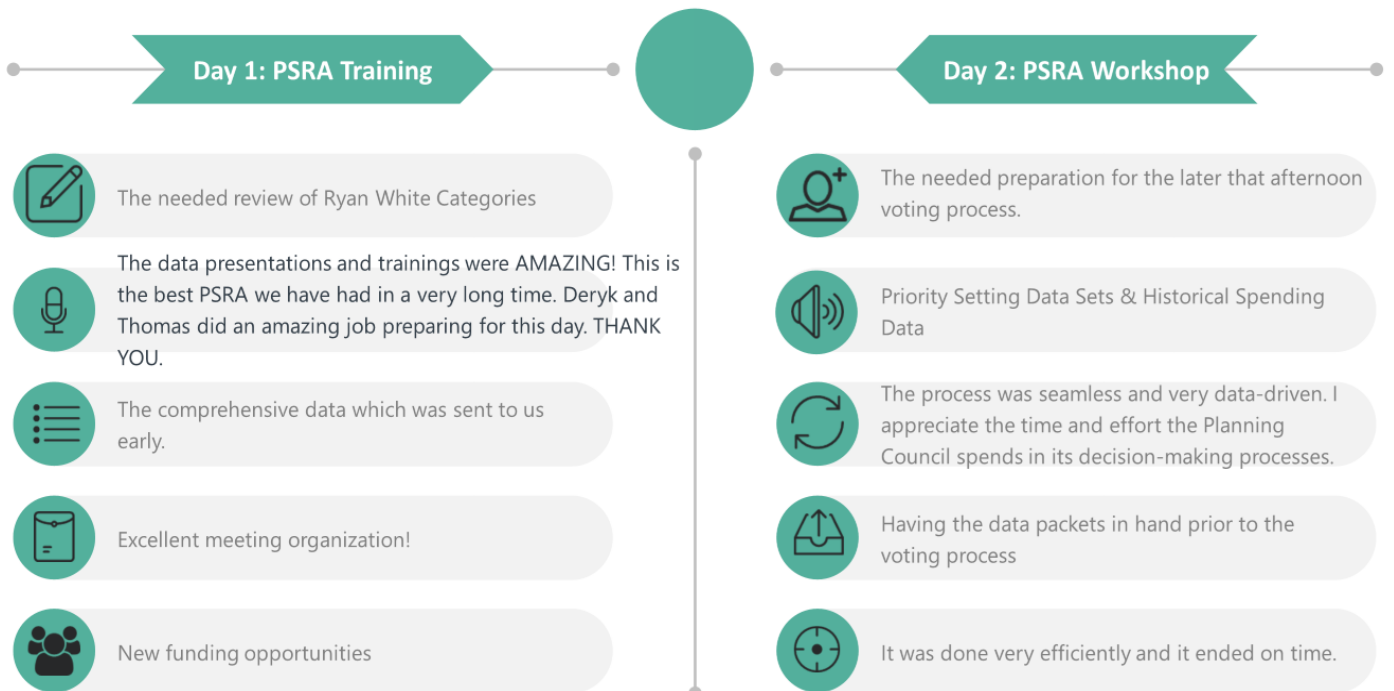 Day 1: PSRA Training
The needed review of Ryan White Categories
The data presentations and trainings were AMAZING! This is
the best PSRA we have had in a very long time. Deryk and
Thomas did an amazing job preparing for this day. THANK
YOU.
The comprehensive data which was sent to us
early.
Excellent meeting organization!
New funding opportunities
Day 2: PSRA Workshop
The needed preparation for the later that afternoon
voting process.
Priority Setting Data Sets & Historical Spending
Data
The process was seamless and very data-driven. I
appreciate the time and effort the Planning
Council spends in its decision-making processes.
Having the data packets in hand prior to the
voting process
It was done very efficiently and it ended on time.